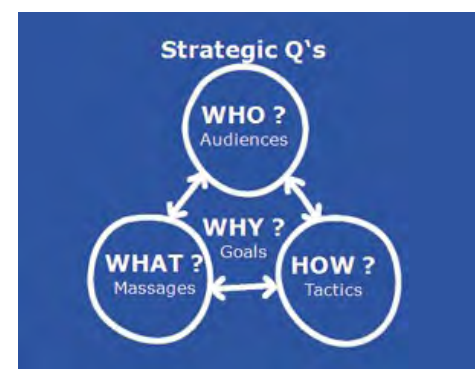 Strategic Q's
WHO ?
Audiences
WHY ?
Goals
WHAT ?
Massages
HOW ?
Tactics